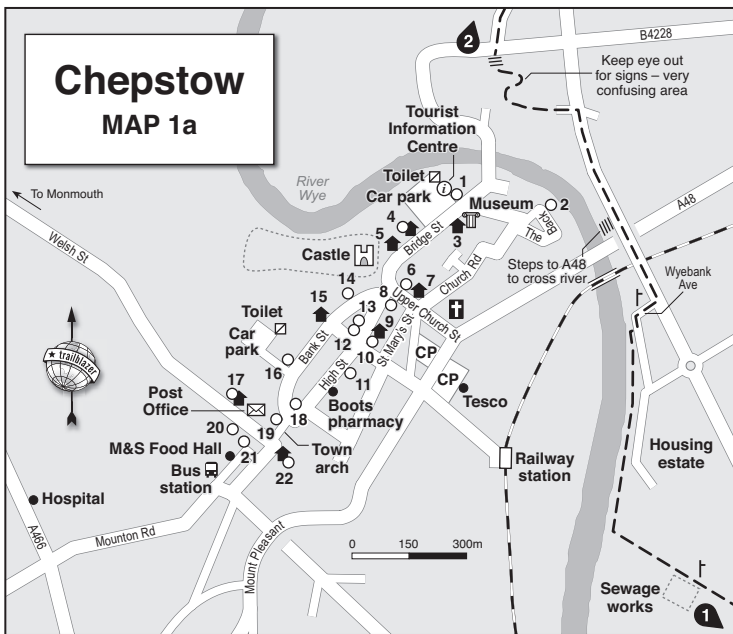 Chepstow
MAP 1a
2
B4228
Keep eye out
for signs – very
confusing area
Tourist
Information
Centre
Toilet
i
1
Car park
River
Wye
Museum
2
To Monmouth
4
5
Bridge St
3
The Back
A48
Welsh St
Castle
Church Rd
Steps to A48
to cross river
Wyebank
Ave
6
7
14
8
Upper Church St
15
13
Toilet
Car
park
Bank St
12
9
10
St Mary's St
CP
trailblazer
16
High St
11
CP
17
Tesco
Post
Office
Boots
pharmacy
18
20
19
M&S Food Hall
21
Town
arch
Bus
station
22
Railway
station
Housing
estate
Hospital
A466
Mounton Rd
Mount Pleasant
0
150
300m
Sewage
works
1